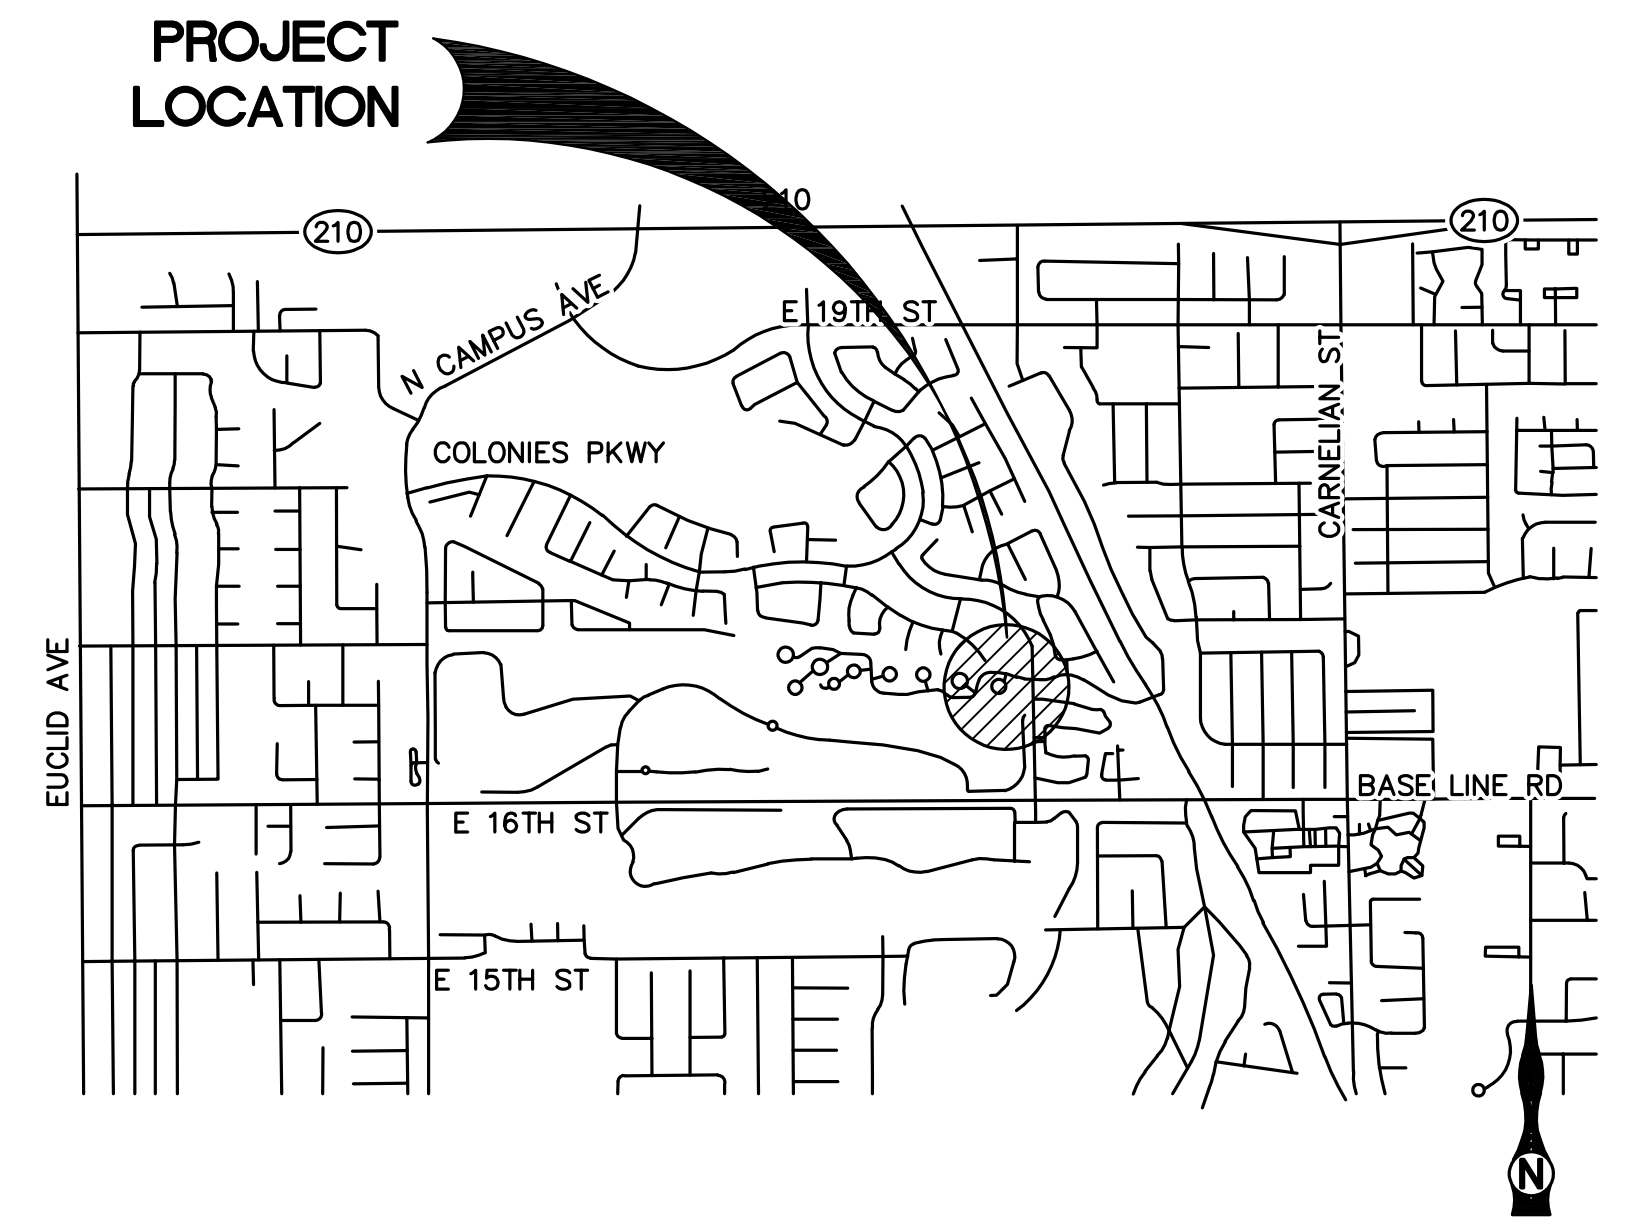 PROJECT
LOCATION
10
210
210
N CAMPUS AVE
E 19TH ST
CARNELIAN ST
COLONIES PKWY
EUCLID AVE
BASE LINE RD
E 16TH ST
E 15TH ST
N